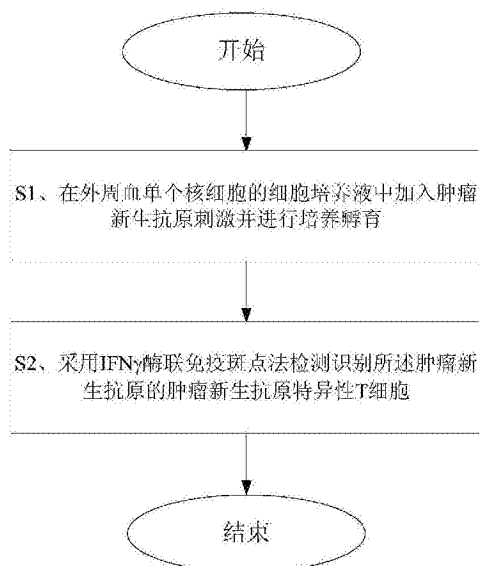 开始
S1、在外周血单个核细胞的细胞培养液中加入肿瘤
新生抗原刺激并进行培养孵育
S2、采用IFNγ酶联免疫斑点法检测识别所述肿瘤新
生抗原的肿瘤新生抗原特异性T细胞
结束